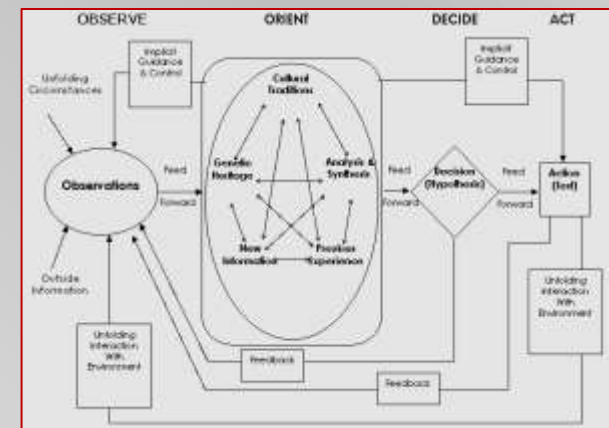 OBSERVE
ORIENT
DECIDE
ACT
Implicit
Guidance
& Control
Unfolding
Circumstances
Cultural
Traditions
Implicit
Guidance
& Control
Genetic
Heritage
Analysis &
Synthesis
Observations
Feed
Forward
Feed
Forward
Decision
(Hypothesis)
Feed
Forward
Action
(Test)
New
Information
Previous
Experience
Outside
Information
Unfolding
Interaction
With
Environment
Unfolding
Interaction
With
Environment
Feedback
Feedback